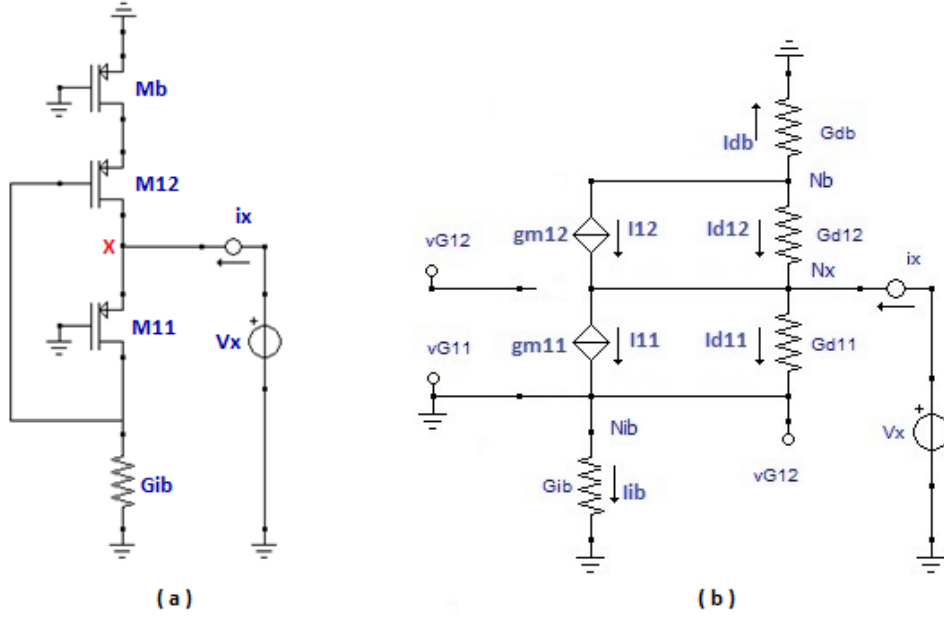 Mb
M12
X
ix
M11
Vx
+
Gib
( a )
Idb
Gdb
Nb
gm12
I12
Id12
Gd12
vG12
Nx
ix
gm11
I11
Id11
Gd11
vG11
+
Vx
Nib
vG12
Gib
Iib
( b )